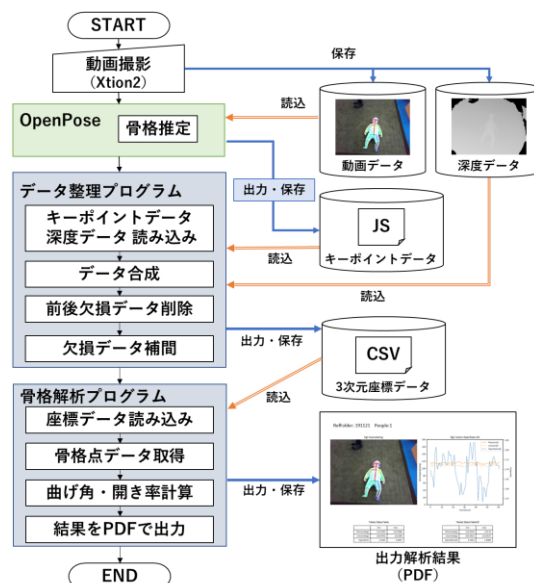 START
動画撮影
（Xtion2）
保存
OpenPose
骨格推定
読込
動画データ
深度データ
出力・保存
データ整理プログラム
キーポイントデータ
深度データ 読み込み
JS
キーポイントデータ
読込
データ合成
読込
前後欠損データ削除
出力・保存
欠損データ補間
CSV
3次元座標データ
骨格解析プログラム
読込
座標データ読み込み
骨格点データ取得
曲げ角・開き率計算
出力・保存
結果をPDFで出力
出力解析結果
（PDF）
END